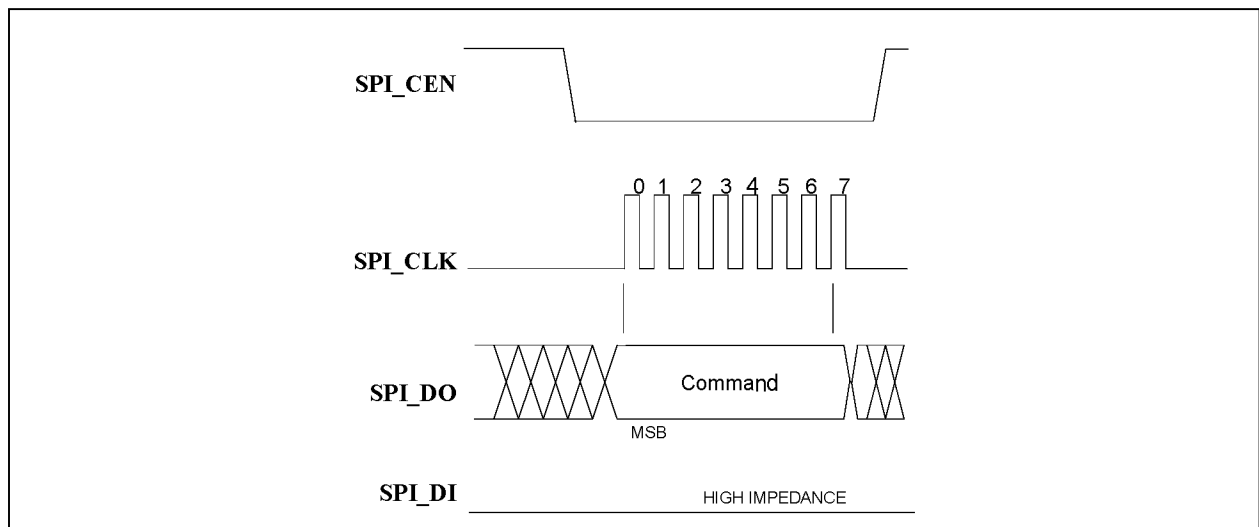 SPI_CEN
0 1 2 3 4 5 6 7
SPI_CLK
Command
SPI_DO
MSB
HIGH IMPEDANCE
SPI_DI